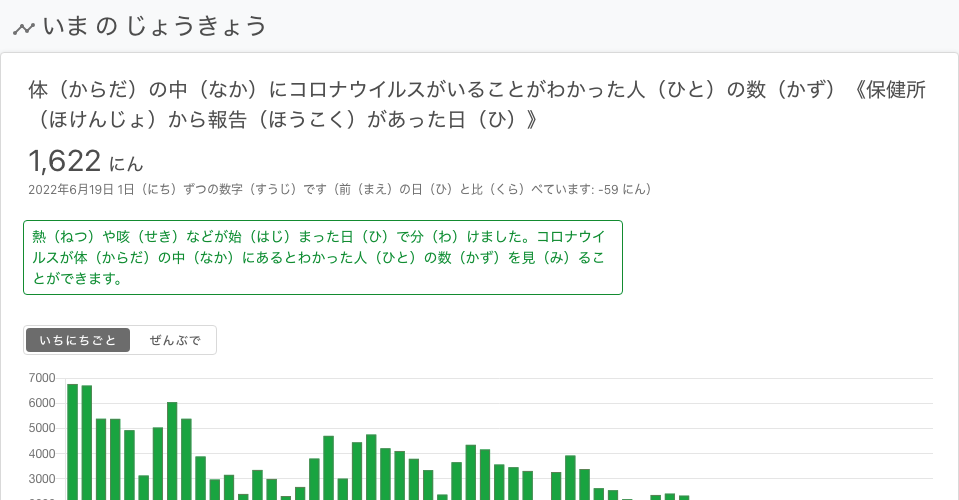 いま の じょうきょう
体（からだ）の中（なか）にコロナウイルスがいることがわかった人（ひと）の数（かず）《保健所
（ほけんじょ）から報告（ほうこく）があった日（ひ）》
1,622 にん
2022年6月19日 1日（にち）ずつの数字（すうじ）です（前（まえ）の日（ひ）と比（くら）べています: -59 にん）
熱（ねつ）や咳（せき）などが始（はじ）まった日（ひ）で分（わ）けました。コロナウイ
ルスが体（からだ）の中（なか）にあるとわかった人（ひと）の数（かず）を見（み）るこ
とができます。
いちにちごと ぜんぶで
7000
6000
5000
4000
3000